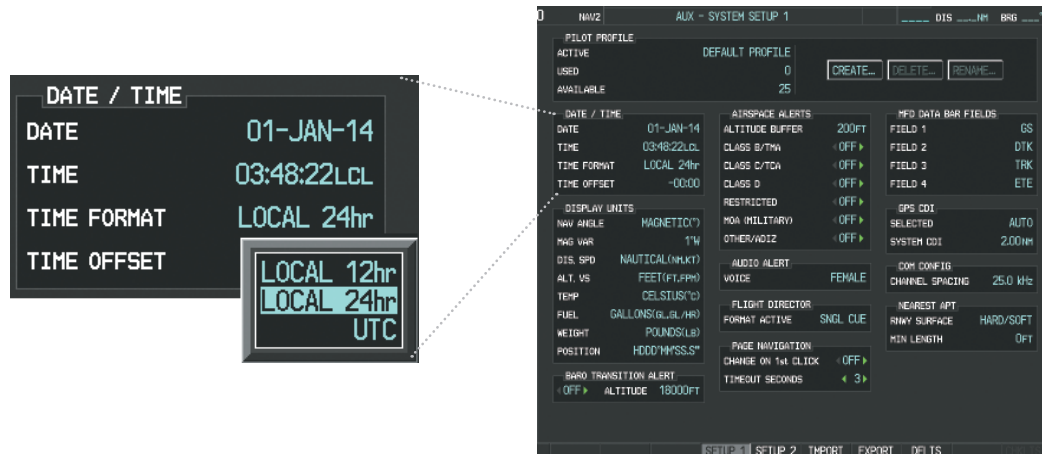 DATE / TIME
DATE 01-JAN-14
TIME 03:48:22LCL
TIME FORMAT LOCAL 24hr
TIME OFFSET
LOCAL 12hr
LOCAL 24hr
UTC
NAV2 AUX - SYSTEM SETUP 1 ____ DIS __._NM BRG ___°
PILOT PROFILE
ACTIVE DEFAULT PROFILE
USED 0
AVAILABLE 25
CREATE... DELETE... RENAME...
DATE / TIME
DATE 01-JAN-14
TIME 03:48:22LCL
TIME FORMAT LOCAL 24hr
TIME OFFSET -00:00
DISPLAY UNITS
NAV ANGLE MAGNETIC(°)
MAG VAR 1°W
DIS, SPD NAUTICAL(NM,KT)
ALT, VS FEET(FT,FPM)
TEMP CELSIUS(°C)
FUEL GALLONS(GL,GL/HR)
WEIGHT POUNDS(LB)
POSITION HDDD°MM'SS.S"
BARO TRANSITION ALERT
OFF ALTITUDE 18000FT
AIRSPACE ALERTS
ALTITUDE BUFFER 200FT
CLASS B/TMA OFF
CLASS C/TCA OFF
CLASS D OFF
RESTRICTED OFF
MOA (MILITARY) OFF
OTHER/ADIZ OFF
AUDIO ALERT
VOICE FEMALE
FLIGHT DIRECTOR
FORMAT ACTIVE SNGL CUE
PAGE NAVIGATION
CHANGE ON 1st CLICK OFF
TIMEOUT SECONDS 3
MFD DATA BAR FIELDS
FIELD 1 GS
FIELD 2 DTK
FIELD 3 TRK
FIELD 4 ETE
GPS CDI
SELECTED AUTO
SYSTEM CDI 2.00NM
COM CONFIG
CHANNEL SPACING 25.0 kHz
NEAREST APT
RNWY SURFACE HARD/SOFT
MIN LENGTH 0FT
SETUP 1 SETUP 2 IMPORT EXPORT